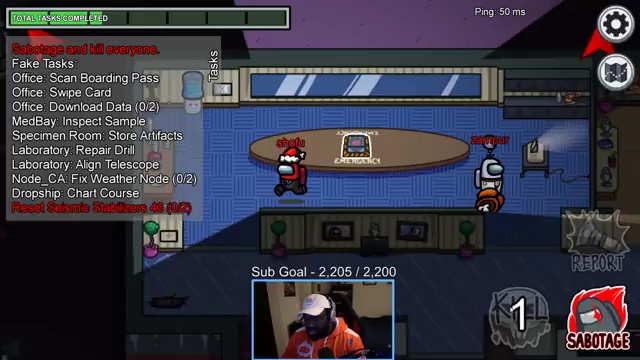 TOTAL TASKS COMPLETED
Ping: 50 ms
Sabotage and kill everyone.
Fake Tasks:
Office: Scan Boarding Pass
Office: Swipe Card
Office: Download Data (0/2)
MedBay: Inspect Sample
Specimen Room: Store Artifacts
Laboratory: Repair Drill
Laboratory: Align Telescope
Node_CA: Fix Weather Node (0/2)
Dropship: Chart Course
Reset Seismic Stabilizers 46 (0/2)
Tasks
shofu
zamper
EMERGENCY
EMERGENCY
REPORT
Sub Goal - 2,205 / 2,200
KILL
1
SABOTAGE